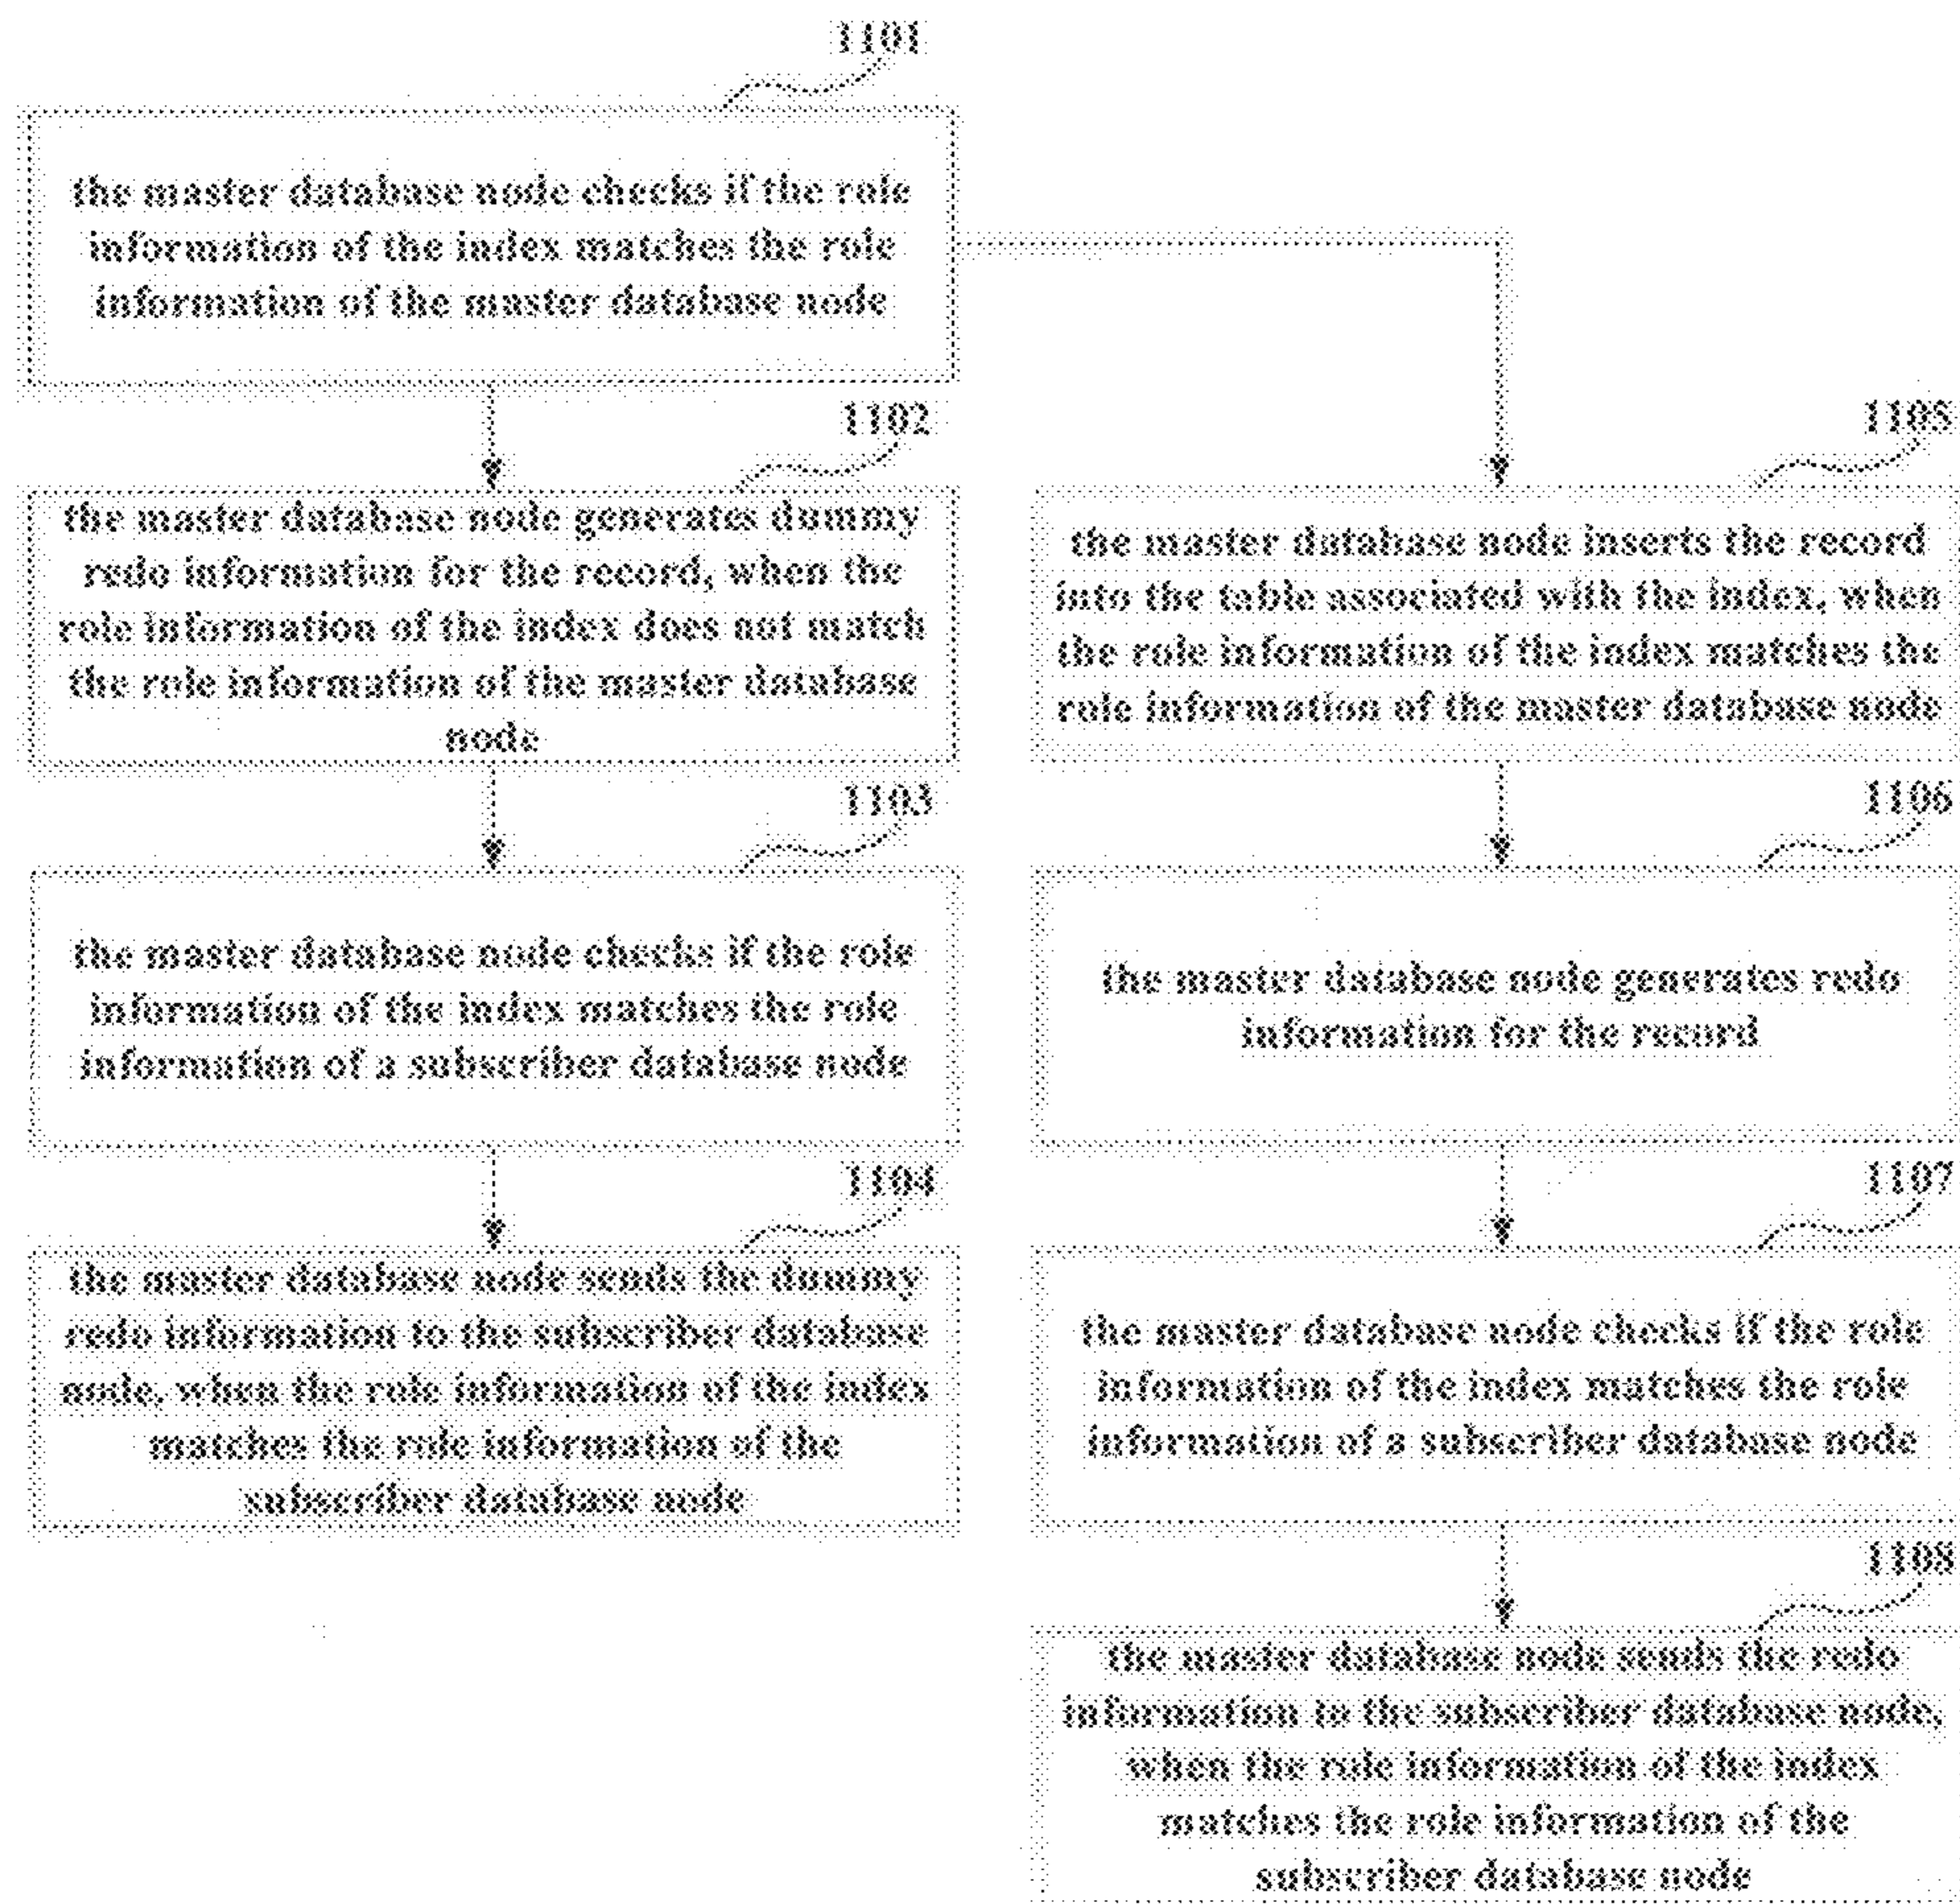 1101
the master database node checks if the role
information of the index matches the role
information of the master database node
1102
the master database node generates dummy
redo information for the record, when the
role information of the index does not match
the role information of the master database
node
1103
the master database node checks if the role
information of the index matches the role
information of a subscriber database node
1104
the master database node sends the dummy
redo information to the subscriber database
node, when the role information of the index
matches the role information of the
subscriber database node
1105
the master database node inserts the record
into the table associated with the index, when
the role information of the index matches the
role information of the master database node
1106
the master database node generates redo
information for the record
1107
the master database node checks if the role
information of the index matches the role
information of a subscriber database node
1108
the master database node sends the redo
information to the subscriber database node,
when the role information of the index
matches the role information of the
subscriber database node